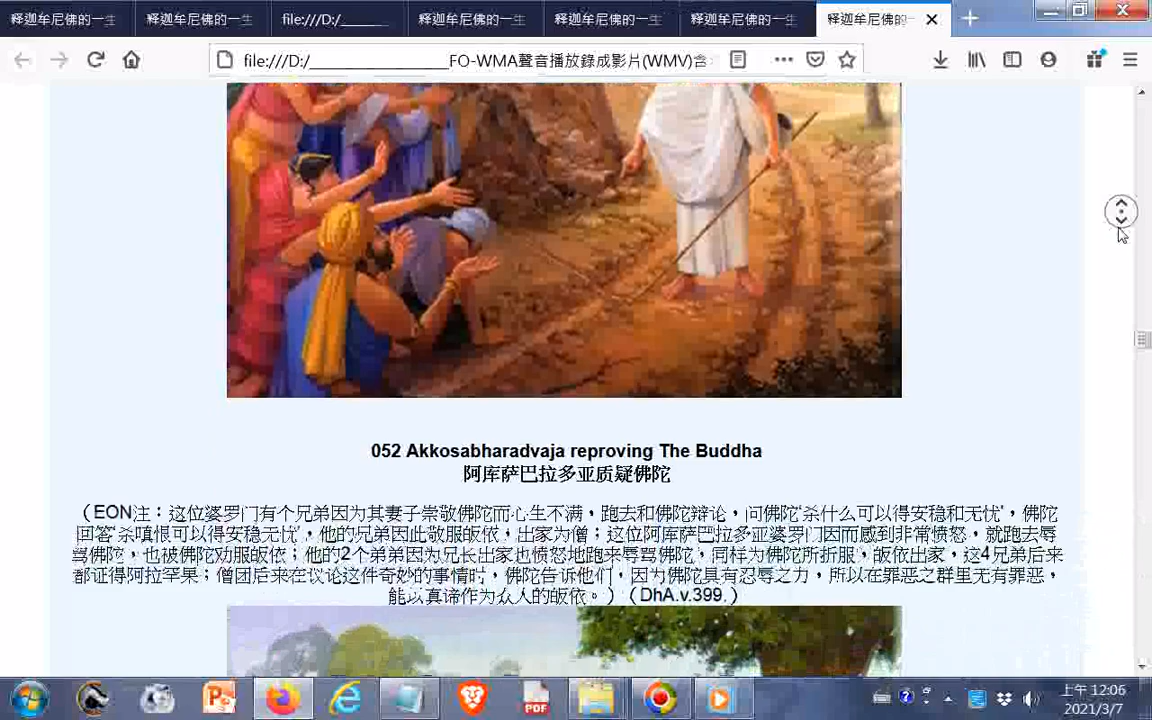 释迦牟尼佛的一生
释迦牟尼佛的一生
file:///D:/______
释迦牟尼佛的一生
释迦牟尼佛的一生
释迦牟尼佛的一生
释迦牟尼佛的一
file:///D:/__________________FO-WMA聲音播放錄成影片(WMV)含
052 Akkosabharadvaja reproving The Buddha
阿库萨巴拉多亚质疑佛陀
（EON注：这位婆罗门有个兄弟因为其妻子崇敬佛陀而心生不满，跑去和佛陀辩论，问佛陀‘杀什么可以得安稳和无忧’，佛陀
回答‘杀嗔恨可以得安稳无忧’，他的兄弟因此敬服皈依，出家为僧；这位阿库萨巴拉多亚婆罗门因而感到非常愤怒，就跑去辱
骂佛陀，也被佛陀劝服皈依；他的2个弟弟因为兄长出家也愤怒地跑来辱骂佛陀，同样为佛陀所折服，皈依出家，这4兄弟后来
都证得阿拉罕果；僧团后来在议论这件奇妙的事情时，佛陀告诉他们，因为佛陀具有忍辱之力，所以在罪恶之群里无有罪恶，
能以真谛作为众人的皈依。）（DhA.v.399.）
PDF
上午 12:06
2021/3/7